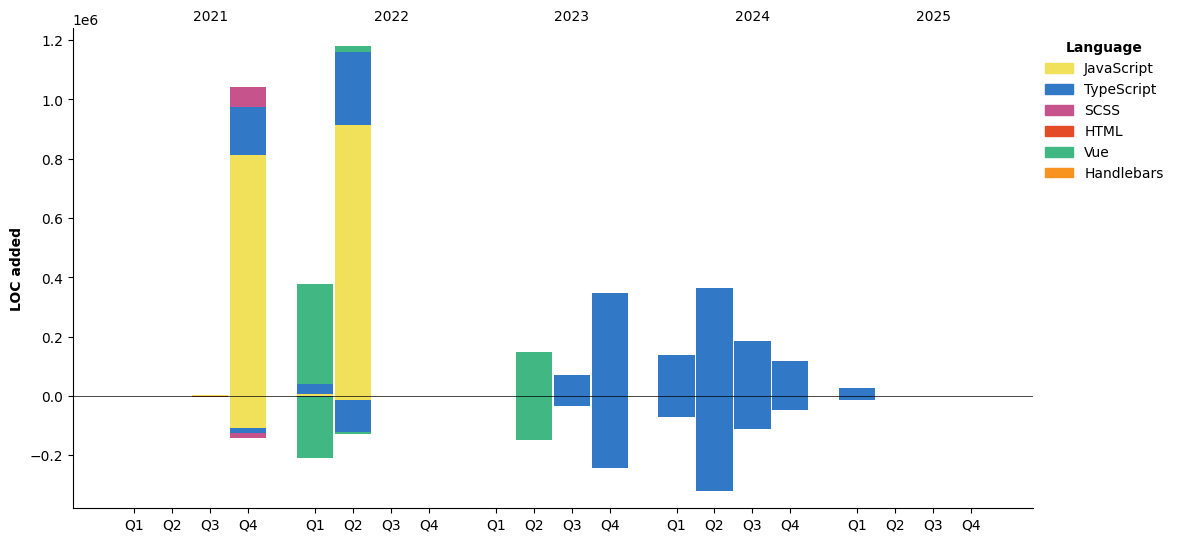 1e6
2021 2022 2023 2024 2025
Language
JavaScript
TypeScript
SCSS
HTML
Vue
Handlebars
LOC added
1.2
1.0
0.8
0.6
0.4
0.2
0.0
−0.2
Q1 Q2 Q3 Q4 Q1 Q2 Q3 Q4 Q1 Q2 Q3 Q4 Q1 Q2 Q3 Q4 Q1 Q2 Q3 Q4